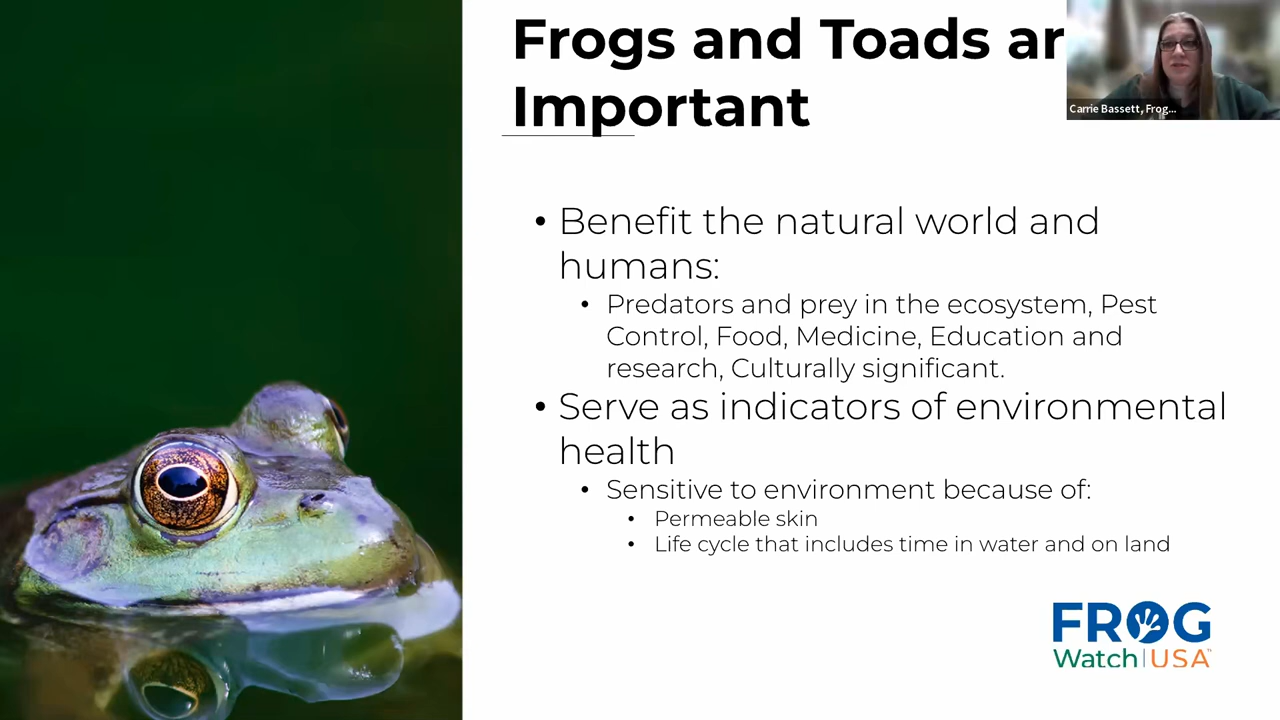 Frogs and Toads ar
Important
Carrie Bassett, Frog...
• Benefit the natural world and
humans:
• Predators and prey in the ecosystem, Pest
Control, Food, Medicine, Education and
research, Culturally significant.
• Serve as indicators of environmental
health
• Sensitive to environment because of:
• Permeable skin
• Life cycle that includes time in water and on land
FROG
Watch|USA™